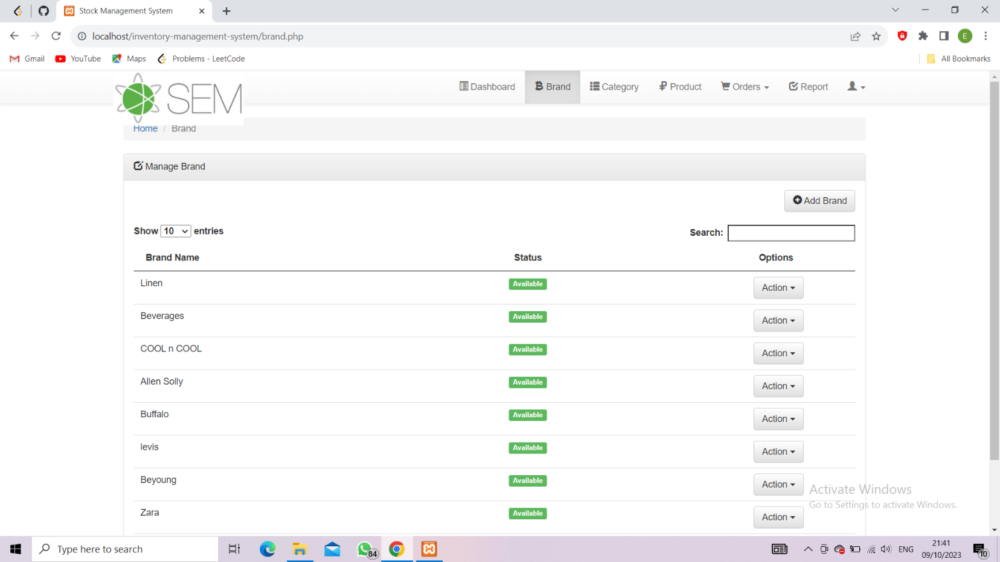 Stock Management System
localhost/inventory-management-system/brand.php
E
Gmail YouTube Maps Problems - LeetCode All Bookmarks
SEM
Dashboard Brand Category Product Orders Report
Home / Brand
Manage Brand
Add Brand
Show 10 entries Search:
Brand Name Status Options
Linen Available Action
Beverages Available Action
COOL n COOL Available Action
Allen Solly Available Action
Buffalo Available Action
levis Available Action
Beyoung Available Action
Zara Available Action
Activate Windows
Go to Settings to activate Windows.
Type here to search
84
ENG
21:41
09/10/2023
10